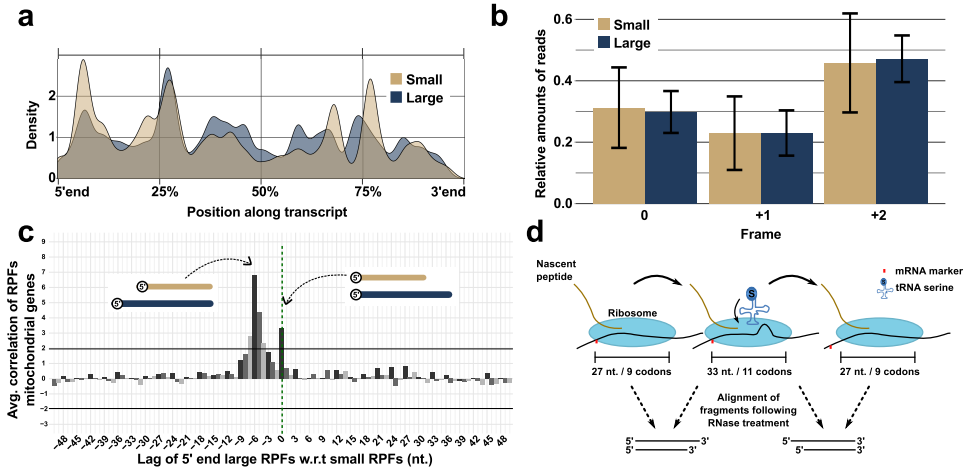 a
Small
Large
Density
2
1
0
5'end
25%
50%
75%
3'end
Position along transcript
b
Small
Large
Relative amounts of reads
0.6
0.4
0.2
0.0
0
+1
+2
Frame
c
Avg. correlation of RPFs
mitochondrial genes
9
8
7
6
5
4
3
2
1
0
−1
−2
−3
5'
5'
5'
5'
−48 −45 −42 −39 −36 −33 −30 −27 −24 −21 −18 −15 −12 −9 −6 −3 0 3 6 9 12 15 18 21 24 27 30 33 36 39 42 45 48
Lag of 5' end large RPFs w.r.t small RPFs (nt.)
d
Nascent
peptide
mRNA marker
tRNA serine
S
S
Ribosome
27 nt. / 9 codons
33 nt. / 11 codons
27 nt. / 9 codons
Alignment of
fragments following
RNase treatment
5' 3'
5'
5' 3'
5' 3'